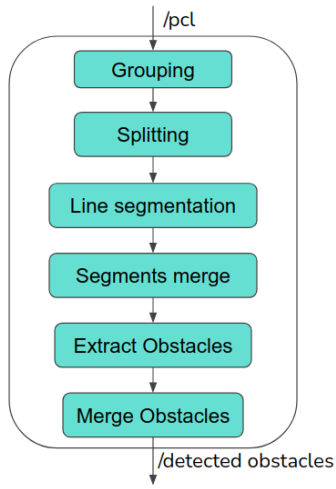 /pcl
Grouping
Splitting
Line segmentation
Segments merge
Extract Obstacles
Merge Obstacles
/detected obstacles